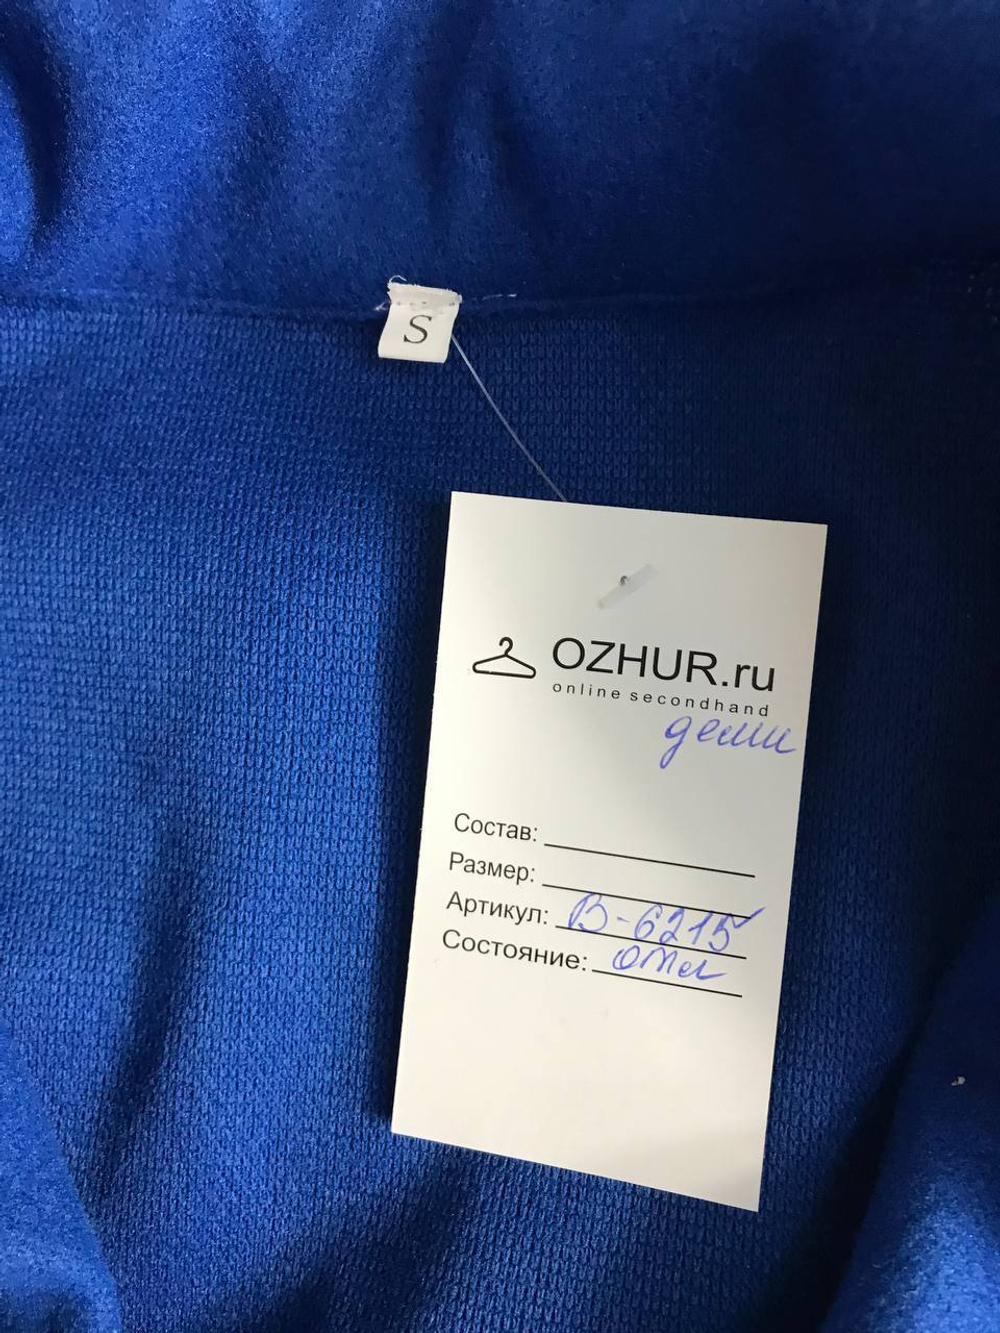 S
OZHUR.ru
online secondhand
деми
Состав:
Размер:
Артикул: В-6215
Состояние: отл